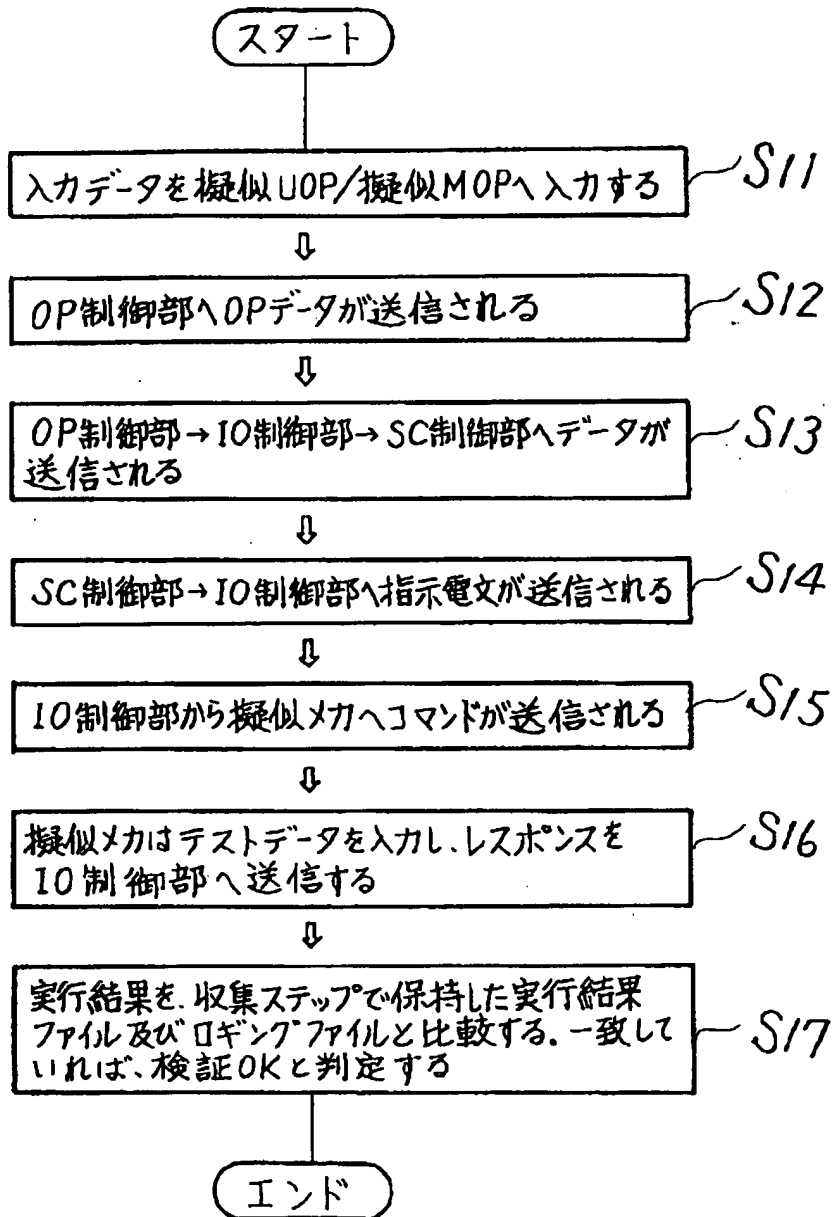 スタート
入力データを擬似UOP/擬似MOPへ入力する
S11
OP制御部へOPデータが送信される
S12
OP制御部→IO制御部→SC制御部へデータが
送信される
S13
SC制御部→IO制御部へ指示電文が送信される
S14
IO制御部から擬似メカへコマンドが送信される
S15
擬似メカはテストデータを入力し、レスポンスを
IO制御部へ送信する
S16
実行結果を、収集ステップで保持した実行結果
ファイル及びロギングファイルと比較する。一致して
いれば、検証OKと判定する
S17
エンド